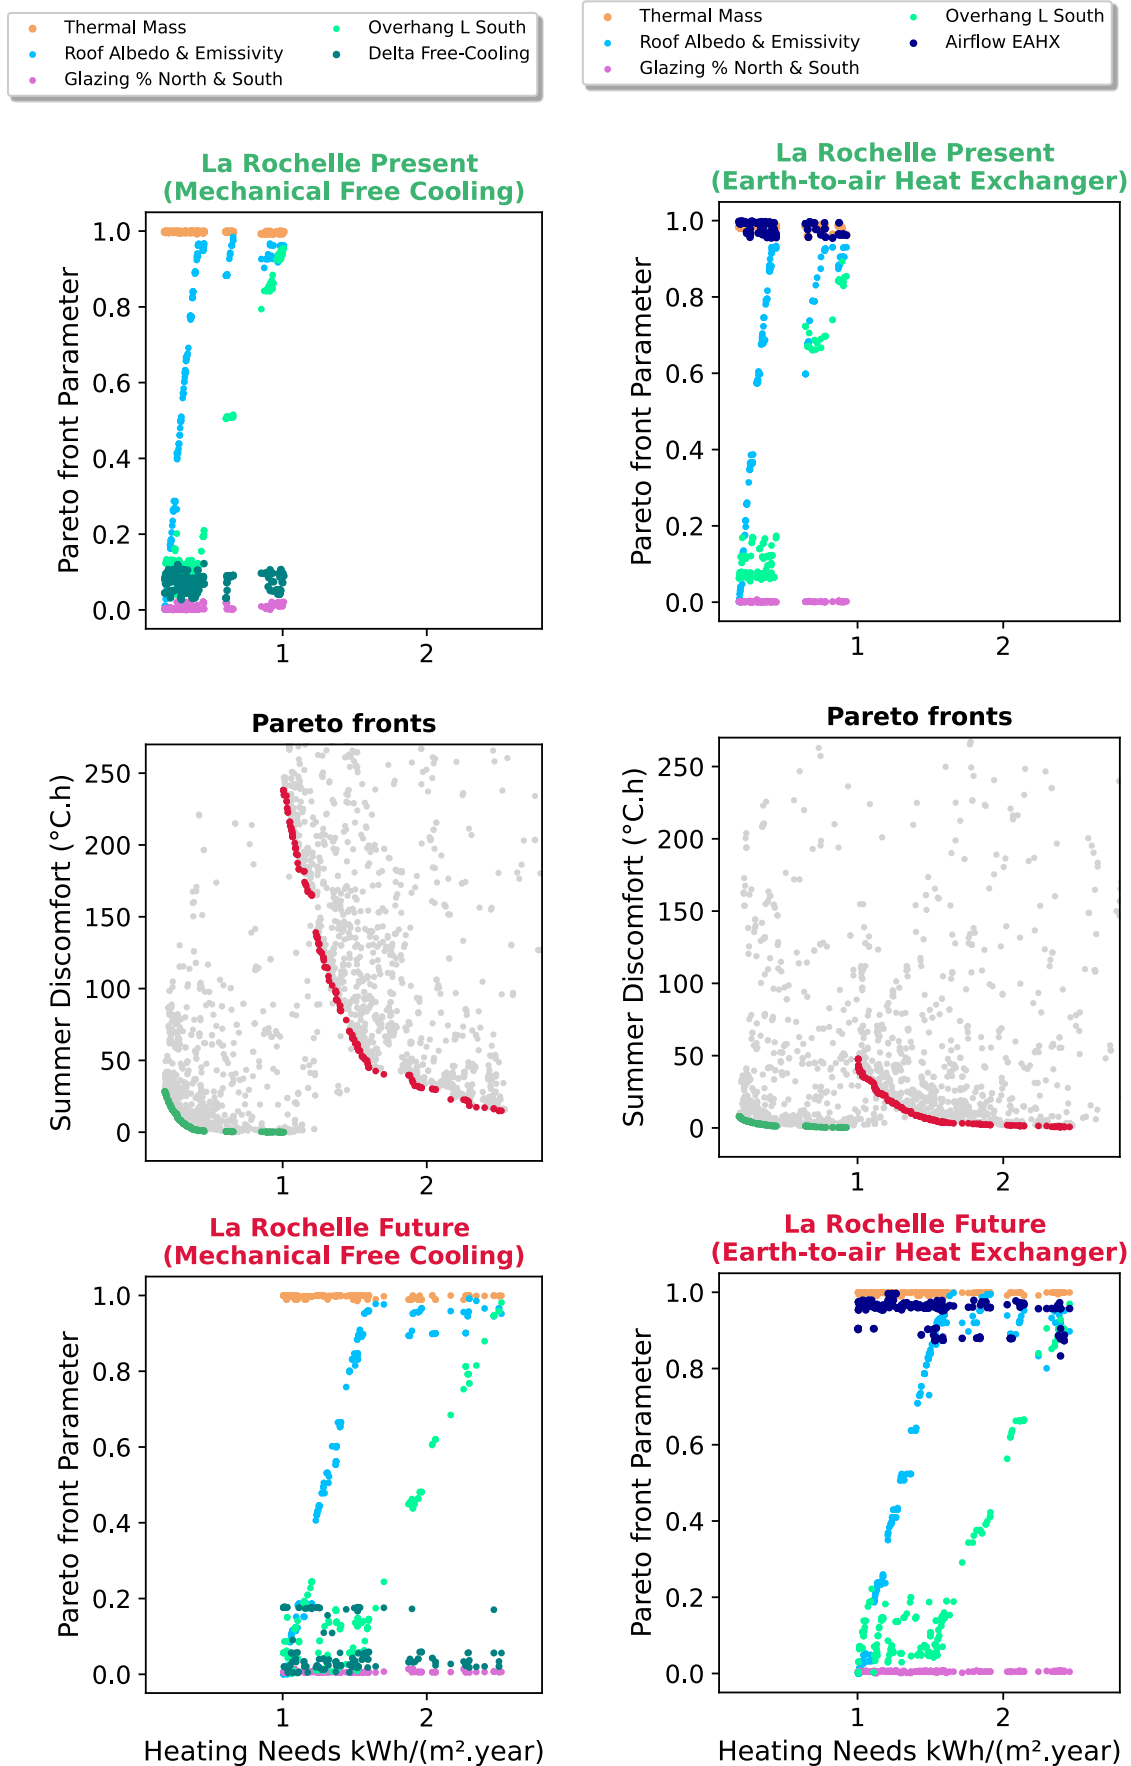 Thermal Mass
Roof Albedo & Emissivity
Glazing % North & South
Overhang L South
Delta Free-Cooling
Thermal Mass
Roof Albedo & Emissivity
Glazing % North & South
Overhang L South
Airflow EAHX
La Rochelle Present
(Mechanical Free Cooling)
Pareto front Parameter
1.0
0.8
0.6
0.4
0.2
0.0
1
2
La Rochelle Present
(Earth-to-air Heat Exchanger)
Pareto front Parameter
1.0
0.8
0.6
0.4
0.2
0.0
1
2
Pareto fronts
Summer Discomfort (°C.h)
250
200
150
100
50
0
1
2
Pareto fronts
Summer Discomfort (°C.h)
250
200
150
100
50
0
1
2
La Rochelle Future
(Mechanical Free Cooling)
Pareto front Parameter
1.0
0.8
0.6
0.4
0.2
0.0
1
2
Heating Needs kWh/(m².year)
La Rochelle Future
(Earth-to-air Heat Exchanger)
Pareto front Parameter
1.0
0.8
0.6
0.4
0.2
0.0
1
2
Heating Needs kWh/(m².year)